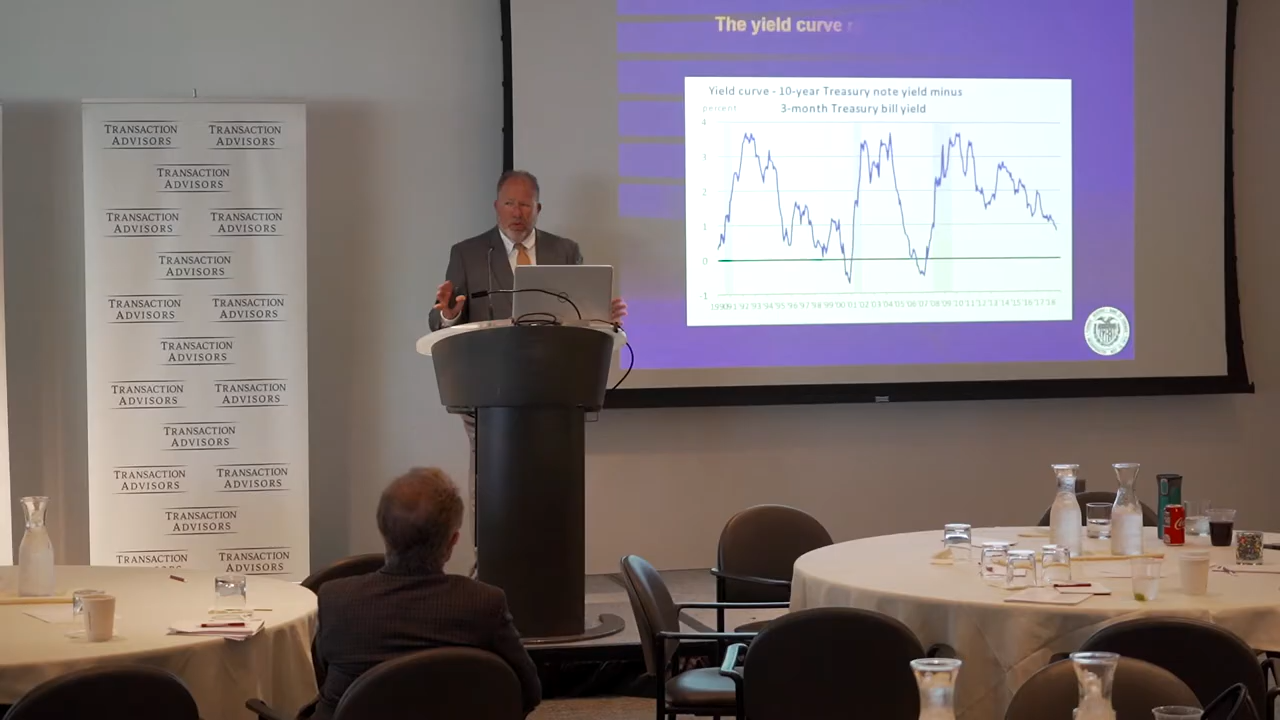 The yield curve
Yield curve - 10-year Treasury note yield minus
3-month Treasury bill yield
percent
4
3
2
1
0
-1
TRANSACTION
ADVISORS
TRANSACTION
ADVISORS
TRANSACTION
ADVISORS
TRANSACTION
ADVISORS
TRANSACTION
ADVISORS
TRANSACTION
ADVISORS
TRANSACTION
ADVISORS
TRANSACTION
ADVISORS
TRANSACTION
ADVISORS
TRANSACTION
ADVISORS
TRANSACTION
ADVISORS
TRANSACTION
ADVISORS
TRANSACTION
ADVISORS
TRANSACTION
ADVISORS
TRANSACTION
ADVISORS
TRANSACTION
TRANSACTION
ADVISORS